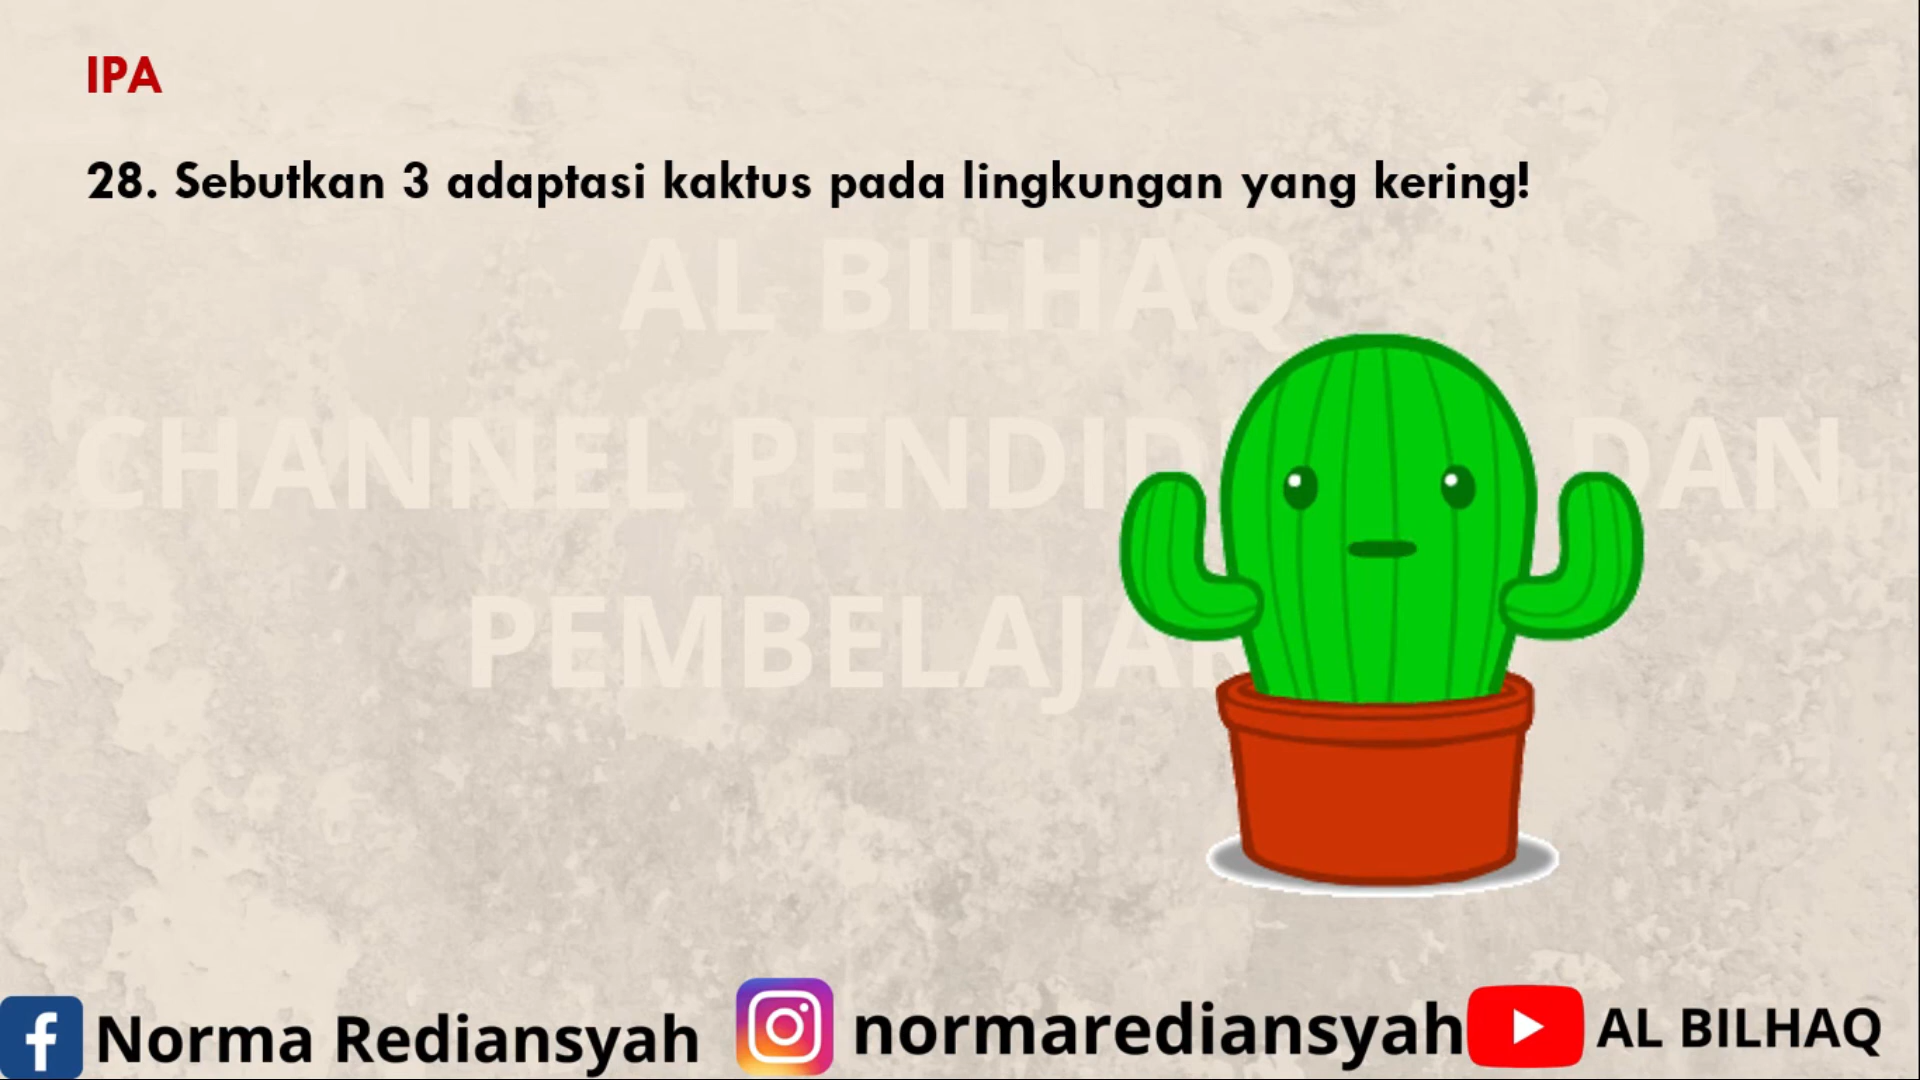 IPA
28. Sebutkan 3 adaptasi kaktus pada lingkungan yang kering!
AL BILHAQ
CHANNEL PENDID DAN
PEMBELAJAR
Norma Rediansyah normarediansyah AL BILHAQ